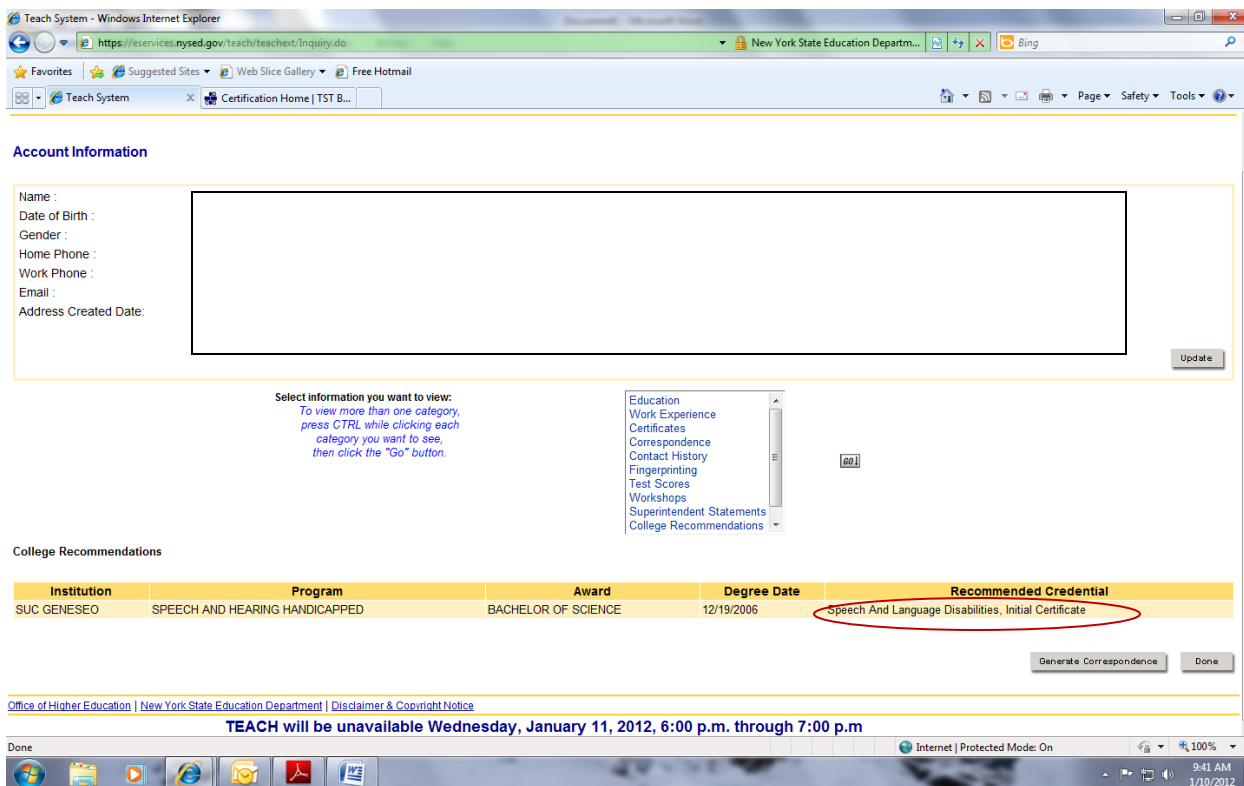 Teach System - Windows Internet Explorer
https://eservices.nysed.gov/teach/teachext/Inquiry.do
New York State Education Departm...
Bing
Favorites
Suggested Sites
Web Slice Gallery
Free Hotmail
Teach System
Certification Home | TST B...
Page
Safety
Tools
Account Information
Name :
Date of Birth :
Gender :
Home Phone :
Work Phone :
Email :
Address Created Date:
Update
Select information you want to view:
To view more than one category,
press CTRL while clicking each
category you want to see,
then click the "Go" button.
Education
Work Experience
Certificates
Correspondence
Contact History
Fingerprinting
Test Scores
Workshops
Superintendent Statements
College Recommendations
GO
College Recommendations
Institution Program Award Degree Date Recommended Credential
SUC GENESEO SPEECH AND HEARING HANDICAPPED BACHELOR OF SCIENCE 12/19/2006 Speech And Language Disabilities, Initial Certificate
Generate Correspondence Done
Office of Higher Education | New York State Education Department | Disclaimer & Copyright Notice
TEACH will be unavailable Wednesday, January 11, 2012, 6:00 p.m. through 7:00 p.m
Done
Internet | Protected Mode: On
100%
9:41 AM
1/10/2012